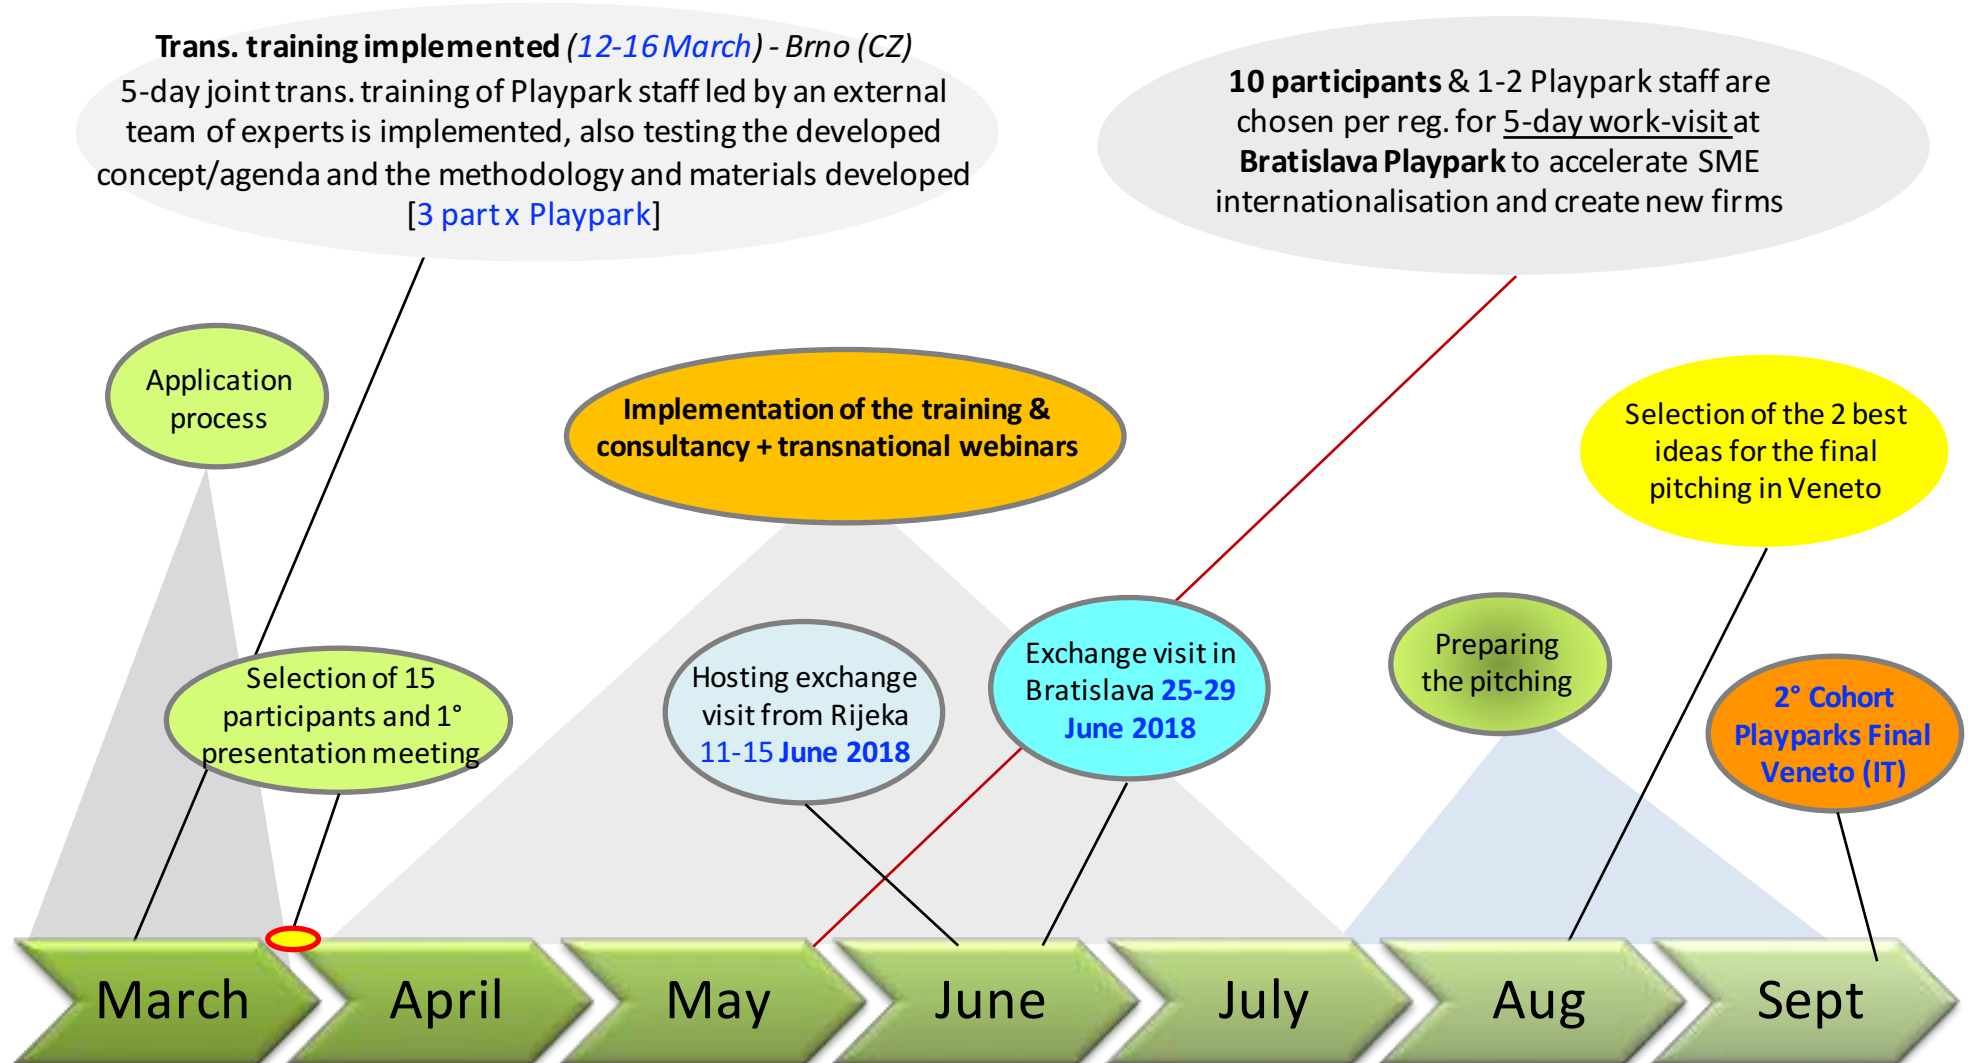 Trans. training implemented (12-16 March) - Brno (CZ)
5-day joint trans. training of Playpark staff led by an external
team of experts is implemented, also testing the developed
concept/agenda and the methodology and materials developed
[3 part x Playpark]
10 participants & 1-2 Playpark staff are
chosen per reg. for 5-day work-visit at
Bratislava Playpark to accelerate SME
internationalisation and create new firms
Application
process
Implementation of the training &
consultancy + transnational webinars
Selection of the 2 best
ideas for the final
pitching in Veneto
Selection of 15
participants and 1°
presentation meeting
Hosting exchange
visit from Rijeka
11-15 June 2018
Exchange visit in
Bratislava 25-29
June 2018
Preparing
the pitching
2° Cohort
Playparks Final
Veneto (IT)
March
April
May
June
July
Aug
Sept